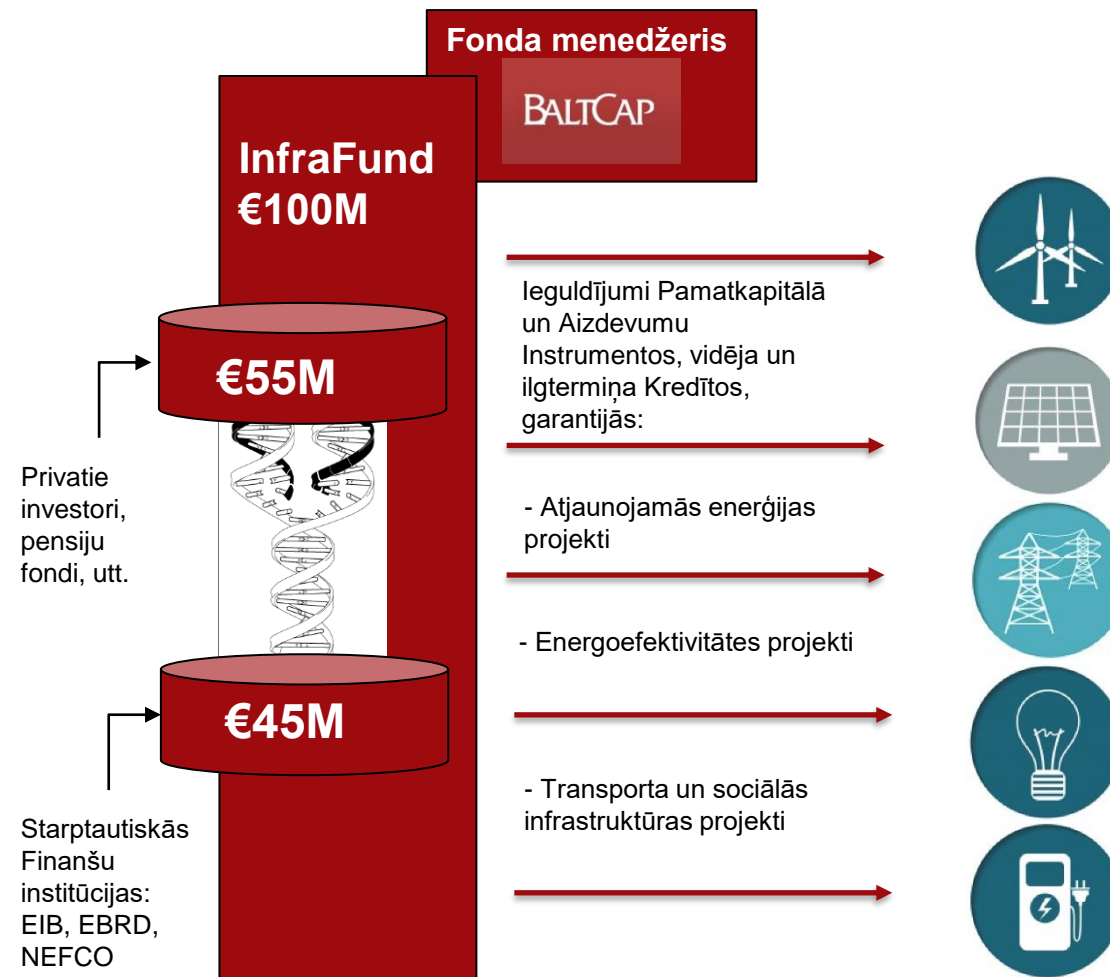 Fonda menedžeris
BALTCAP
InfraFund
€100M
Ieguldījumi Pamatkapitālā
un Aizdevumu
Instrumentos, vidēja un
ilgtermiņa Kredītos,
garantijās:
€55M
Privatie
investori,
pensiju
fondi, utt.
- Atjaunojamās enerģijas
projekti
- Energoefektivitātes projekti
€45M
- Transporta un sociālās
infrastruktūras projekti
Starptautiskās
Finanšu
institūcijas:
EIB, EBRD,
NEFCO